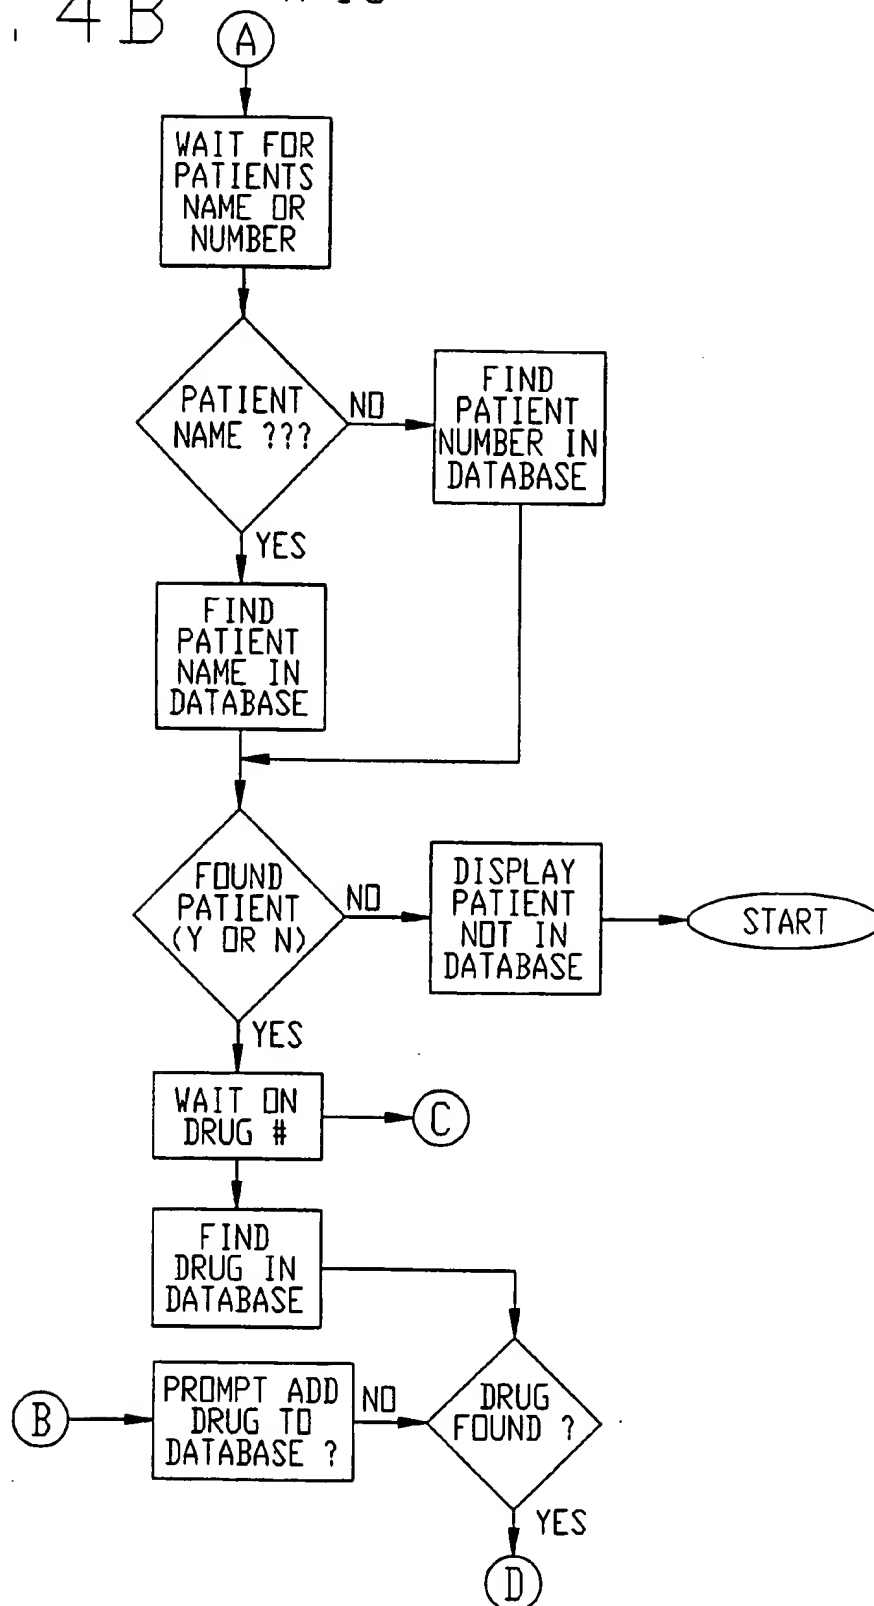 4B
A
WAIT FOR
PATIENTS
NAME OR
NUMBER
PATIENT
NAME ???
NO
FIND
PATIENT
NUMBER IN
DATABASE
YES
FIND
PATIENT
NAME IN
DATABASE
FOUND
PATIENT
(Y OR N)
NO
DISPLAY
PATIENT
NOT IN
DATABASE
START
YES
WAIT ON
DRUG #
C
FIND
DRUG IN
DATABASE
B
PROMPT ADD
DRUG TO
DATABASE ?
NO
DRUG
FOUND ?
YES
D